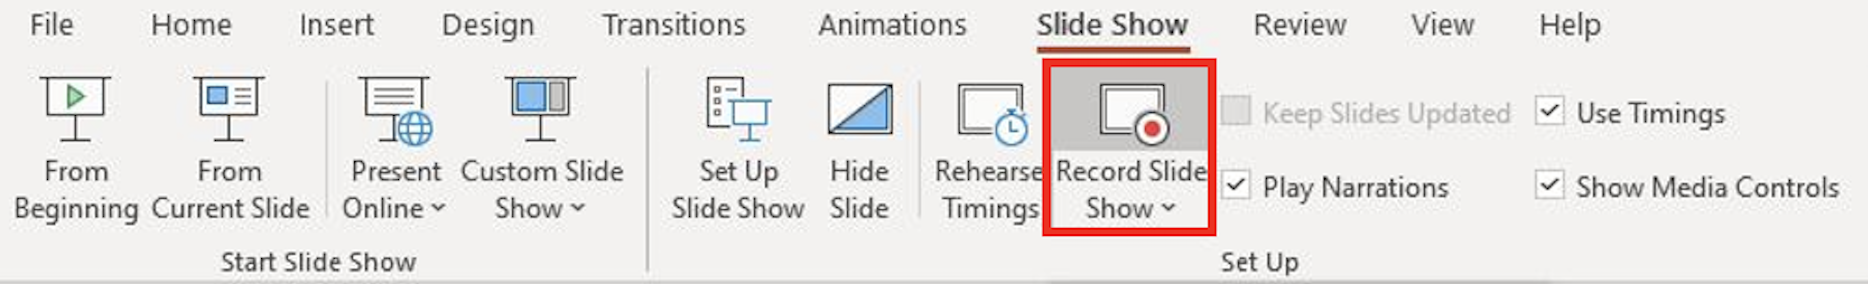 File Home Insert Design Transitions Animations Slide Show Review View Help
From Beginning
From Current Slide
Present Online
Custom Slide Show
Set Up Slide Show
Hide Slide
Rehearse Timings
Record Slide Show
Keep Slides Updated
Play Narrations
Use Timings
Show Media Controls
Start Slide Show
Set Up